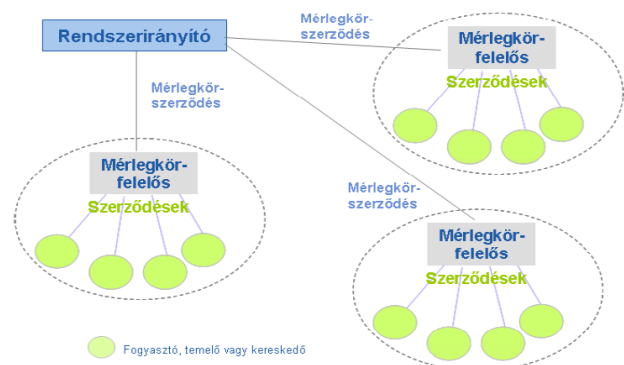 Rendszerirányító
Mérlegkör-
szerződés
Mérlegkör-
felelős
Szerződések
Mérlegkör-
szerződés
Mérlegkör-
felelős
Szerződések
Mérlegkör-
szerződés
Mérlegkör-
felelős
Szerződések
Fogyasztó, temelő vagy kereskedő